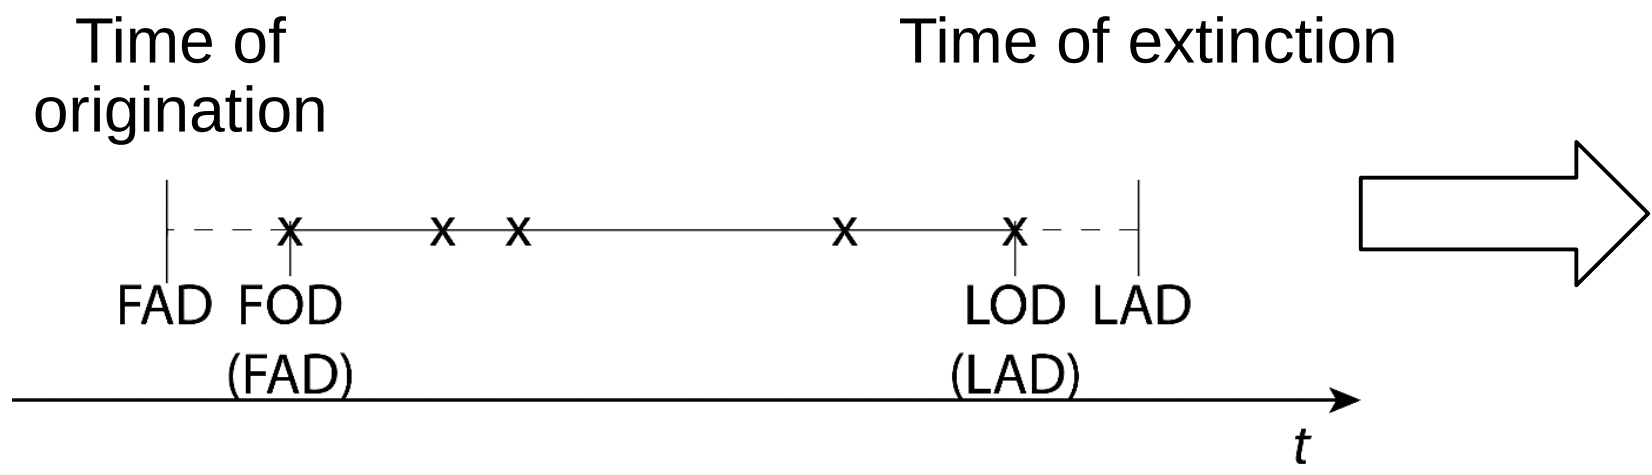 Time of
origination
Time of extinction
x x x x x
FAD FOD LOD LAD
(FAD) (LAD)
t